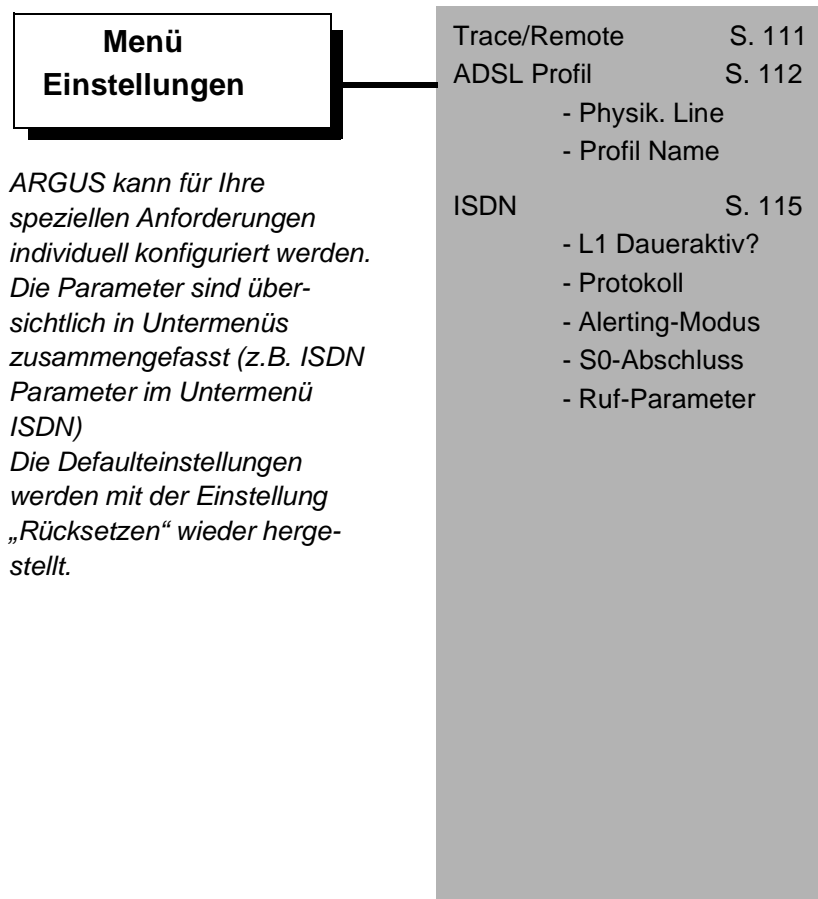 Menü
Einstellungen
ARGUS kann für Ihre
speziellen Anforderungen
individuell konfiguriert werden.
Die Parameter sind über-
sichtlich in Untermenüs
zusammengefasst (z.B. ISDN
Parameter im Untermenü
ISDN)
Die Defaulteinstellungen
werden mit der Einstellung
„Rücksetzen“ wieder herge-
stellt.
Trace/Remote S. 111
ADSL Profil S. 112
- Physik. Line
- Profil Name
ISDN S. 115
- L1 Daueraktiv?
- Protokoll
- Alerting-Modus
- S0-Abschluss
- Ruf-Parameter